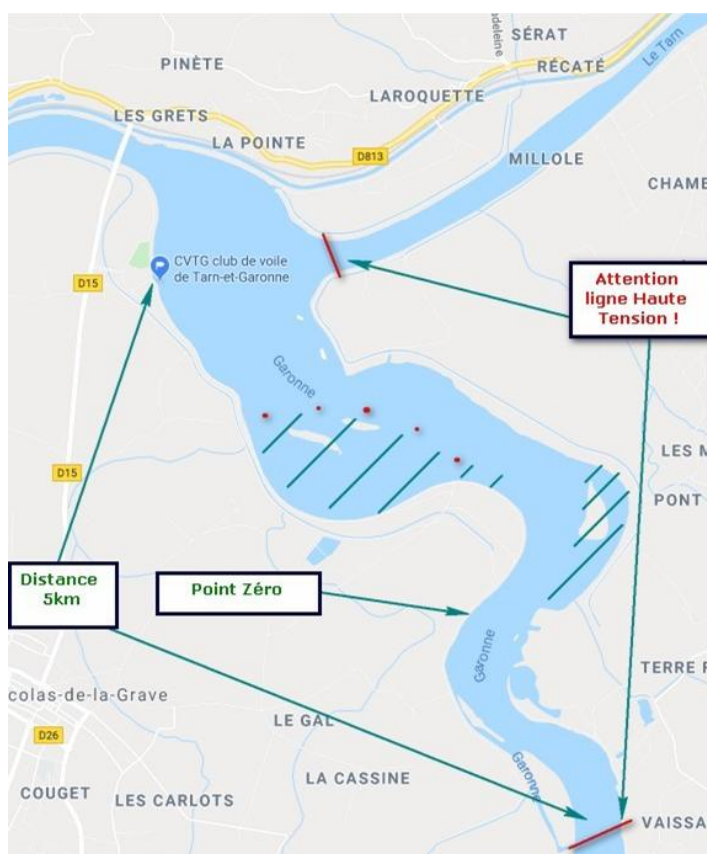 SÉRAT
PINÈTE
RÉCATÉ
Le Tarn
LAROQUETTE
LES GRETS
LA POINTE
D813
MILLOLE
CHAMB
CVTG club de voile
de Tarn-et-Garonne
D15
Attention
ligne Haute
Tension !
Garonne
D15
LES M
PONT
Distance
5km
Point Zéro
Garonne
TERRE F
colas-de-la-Grave
LE GAL
D26
Garonne
LA CASSINE
COUGET
LES CARLOTS
VAISSA